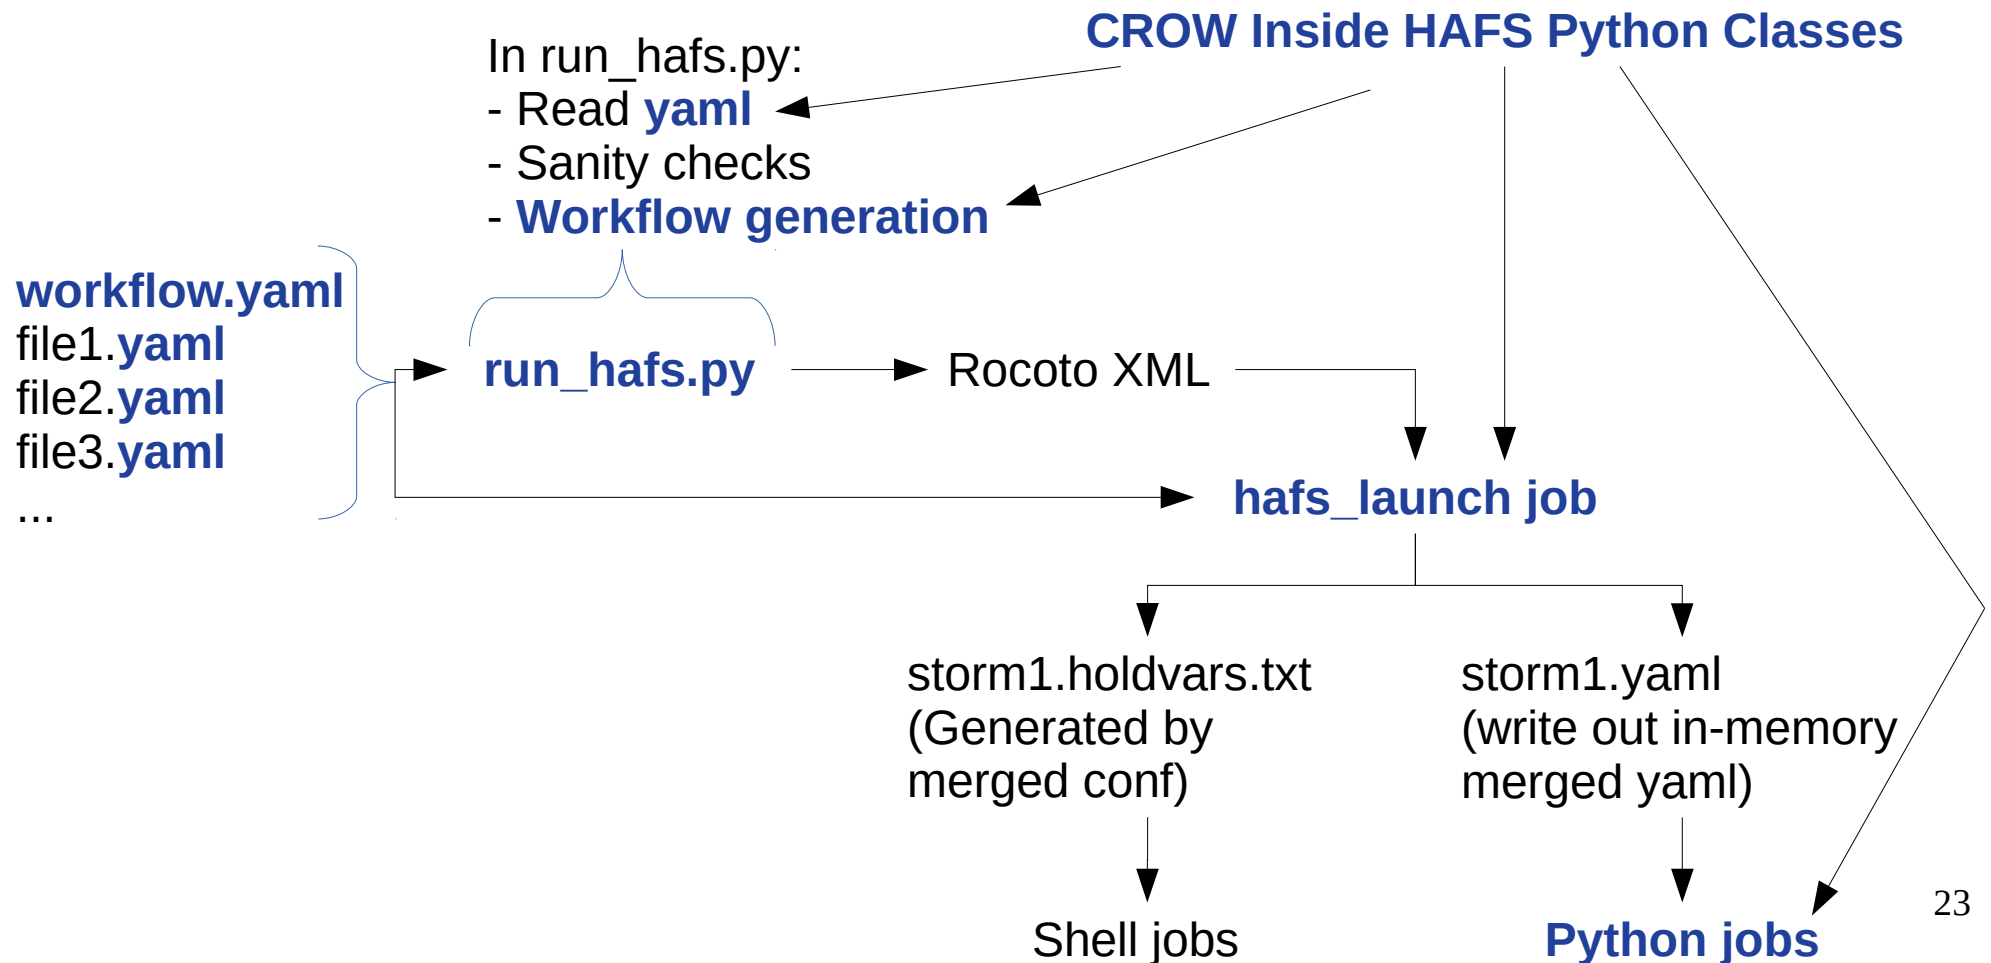 CROW Inside HAFS Python Classes
In run_hafs.py:
- Read yaml
- Sanity checks
- Workflow generation
workflow.yaml
file1.yaml
file2.yaml
file3.yaml
...
run_hafs.py
Rocoto XML
hafs_launch job
storm1.holdvars.txt
(Generated by
merged conf)
storm1.yaml
(write out in-memory
merged yaml)
Shell jobs
Python jobs
23